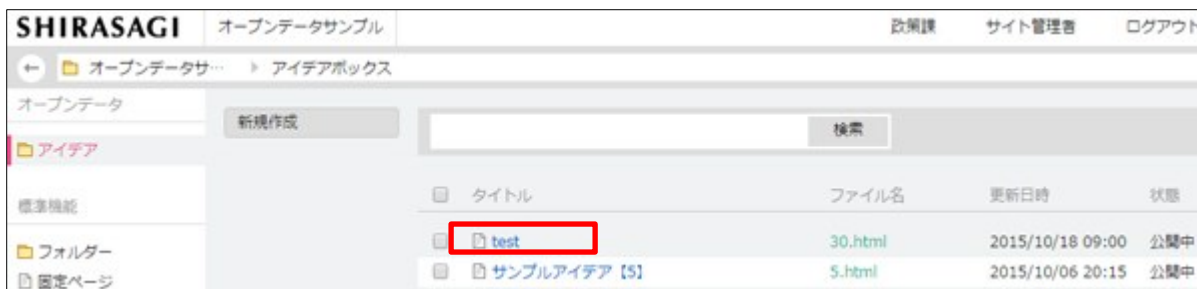 SHIRASAGI オープンデータサンプル 政策課 サイト管理者 ログアウト
← オープンデータサ… アイデアボックス
オープンデータ
新規作成 検索
アイデア
標準機能 タイトル ファイル名 更新日時 状態
フォルダー test 30.html 2015/10/18 09:00 公開中
固定ページ サンプルアイデア【5】 5.html 2015/10/06 20:15 公開中